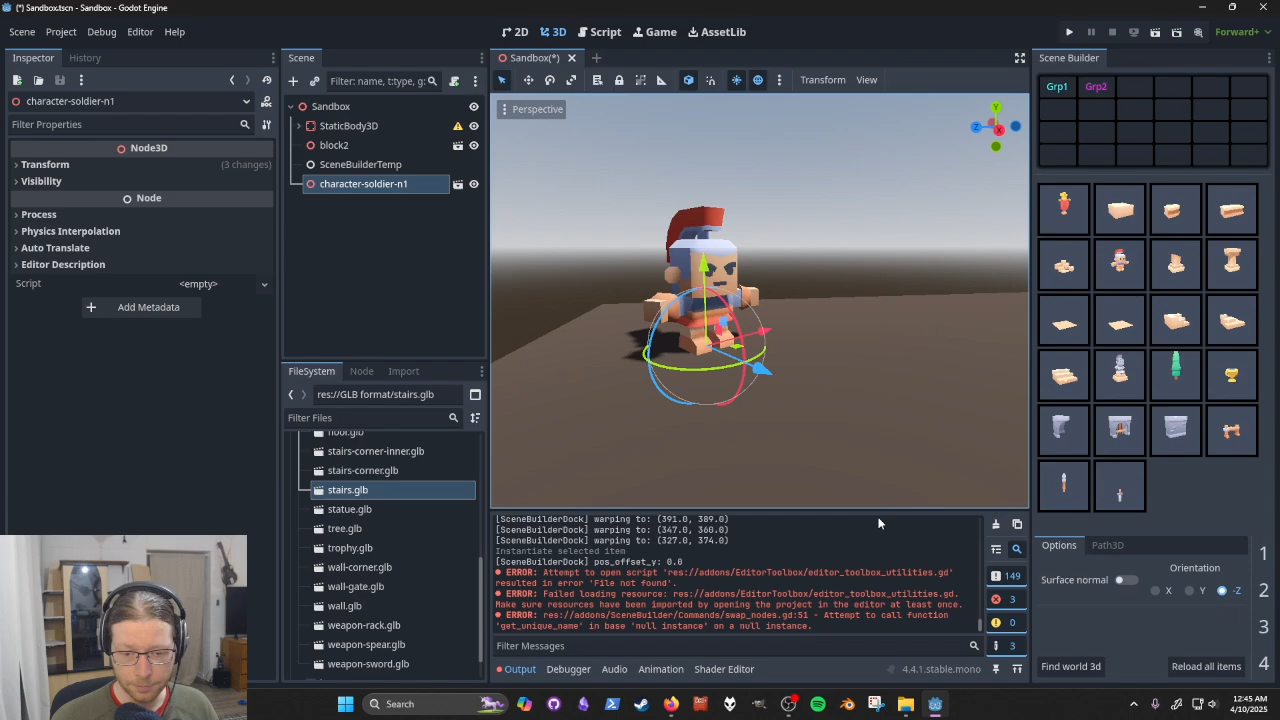 (*) Sandbox.tscn - Sandbox - Godot Engine
Scene Project Debug Editor Help
2D 3D Script Game AssetLib
Forward+
Inspector History
character-soldier-n1
Filter Properties
Node3D
Transform (3 changes)
Visibility
Node
Process
Physics Interpolation
Auto Translate
Editor Description
Script <empty>
Add Metadata
Scene
Filter: name, t:type, g:
Sandbox
StaticBody3D
block2
SceneBuilderTemp
character-soldier-n1
FileSystem Node Import
res://GLB format/stairs.glb
Filter Files
floor.glb
stairs-corner-inner.glb
stairs-corner.glb
stairs.glb
statue.glb
tree.glb
trophy.glb
wall-corner.glb
wall-gate.glb
wall.glb
weapon-rack.glb
weapon-spear.glb
weapon-sword.glb
Sandbox(*)
Transform View
Perspective
Y
Z X
[SceneBuilderDock] warping to: (391.0, 389.0)
[SceneBuilderDock] warping to: (347.0, 360.0)
[SceneBuilderDock] warping to: (327.0, 374.0)
Instantiate selected item
[SceneBuilderDock] pos_offset_y: 0.0
ERROR: Attempt to open script 'res://addons/EditorToolbox/editor_toolbox_utilities.gd'
resulted in error 'File not found'.
ERROR: Failed loading resource: res://addons/EditorToolbox/editor_toolbox_utilities.gd.
Make sure resources have been imported by opening the project in the editor at least once.
ERROR: res://addons/SceneBuilder/Commands/swap_nodes.gd:51 - Attempt to call function
'get_unique_name' in base 'null instance' on a null instance.
149
3
0
3
Filter Messages
Output Debugger Audio Animation Shader Editor
4.4.1.stable.mono
Scene Builder
Grp1 Grp2
Options Path3D
Surface normal
Orientation
X Y -Z
1
2
3
4
Find world 3d Reload all items
Search
12:45 AM
4/10/2025